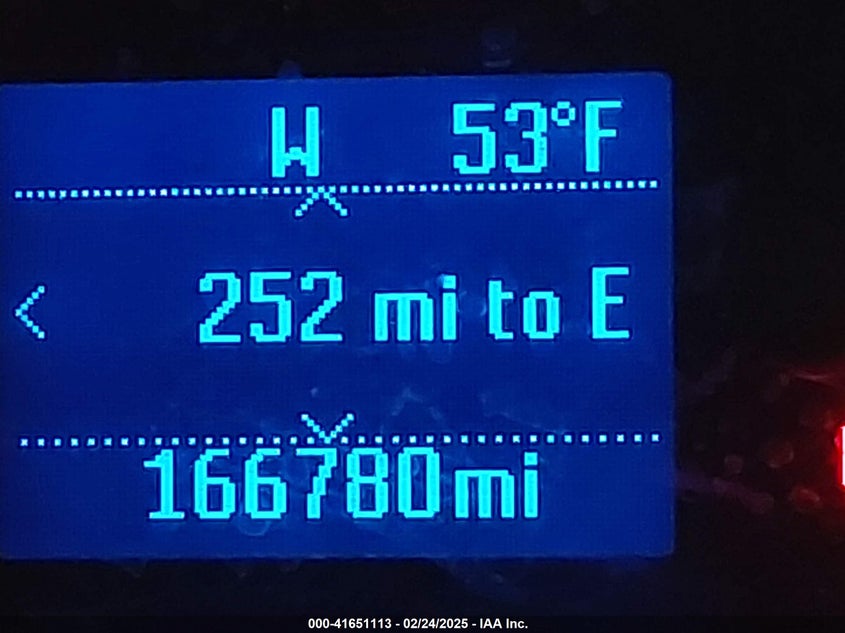 W 53°F
252 mi to E
166780mi
000-41651113 - 02/24/2025 - IAA Inc.